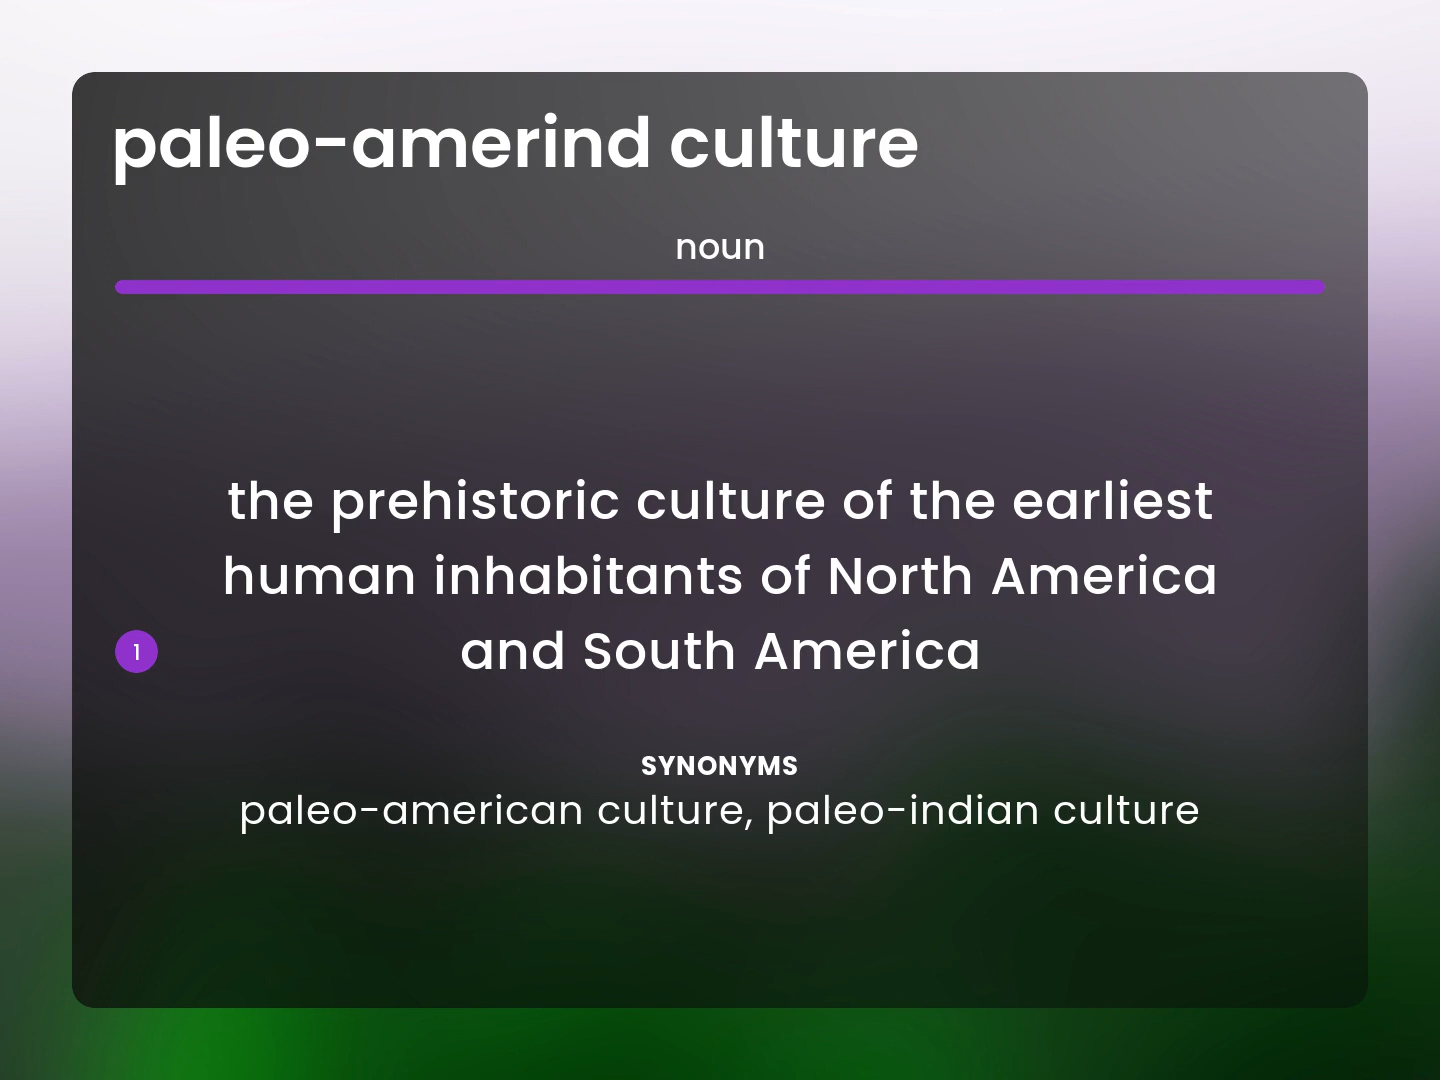 paleo-amerind culture
noun
the prehistoric culture of the earliest
human inhabitants of North America
1
and South America
SYNONYMS
paleo-american culture, paleo-indian culture